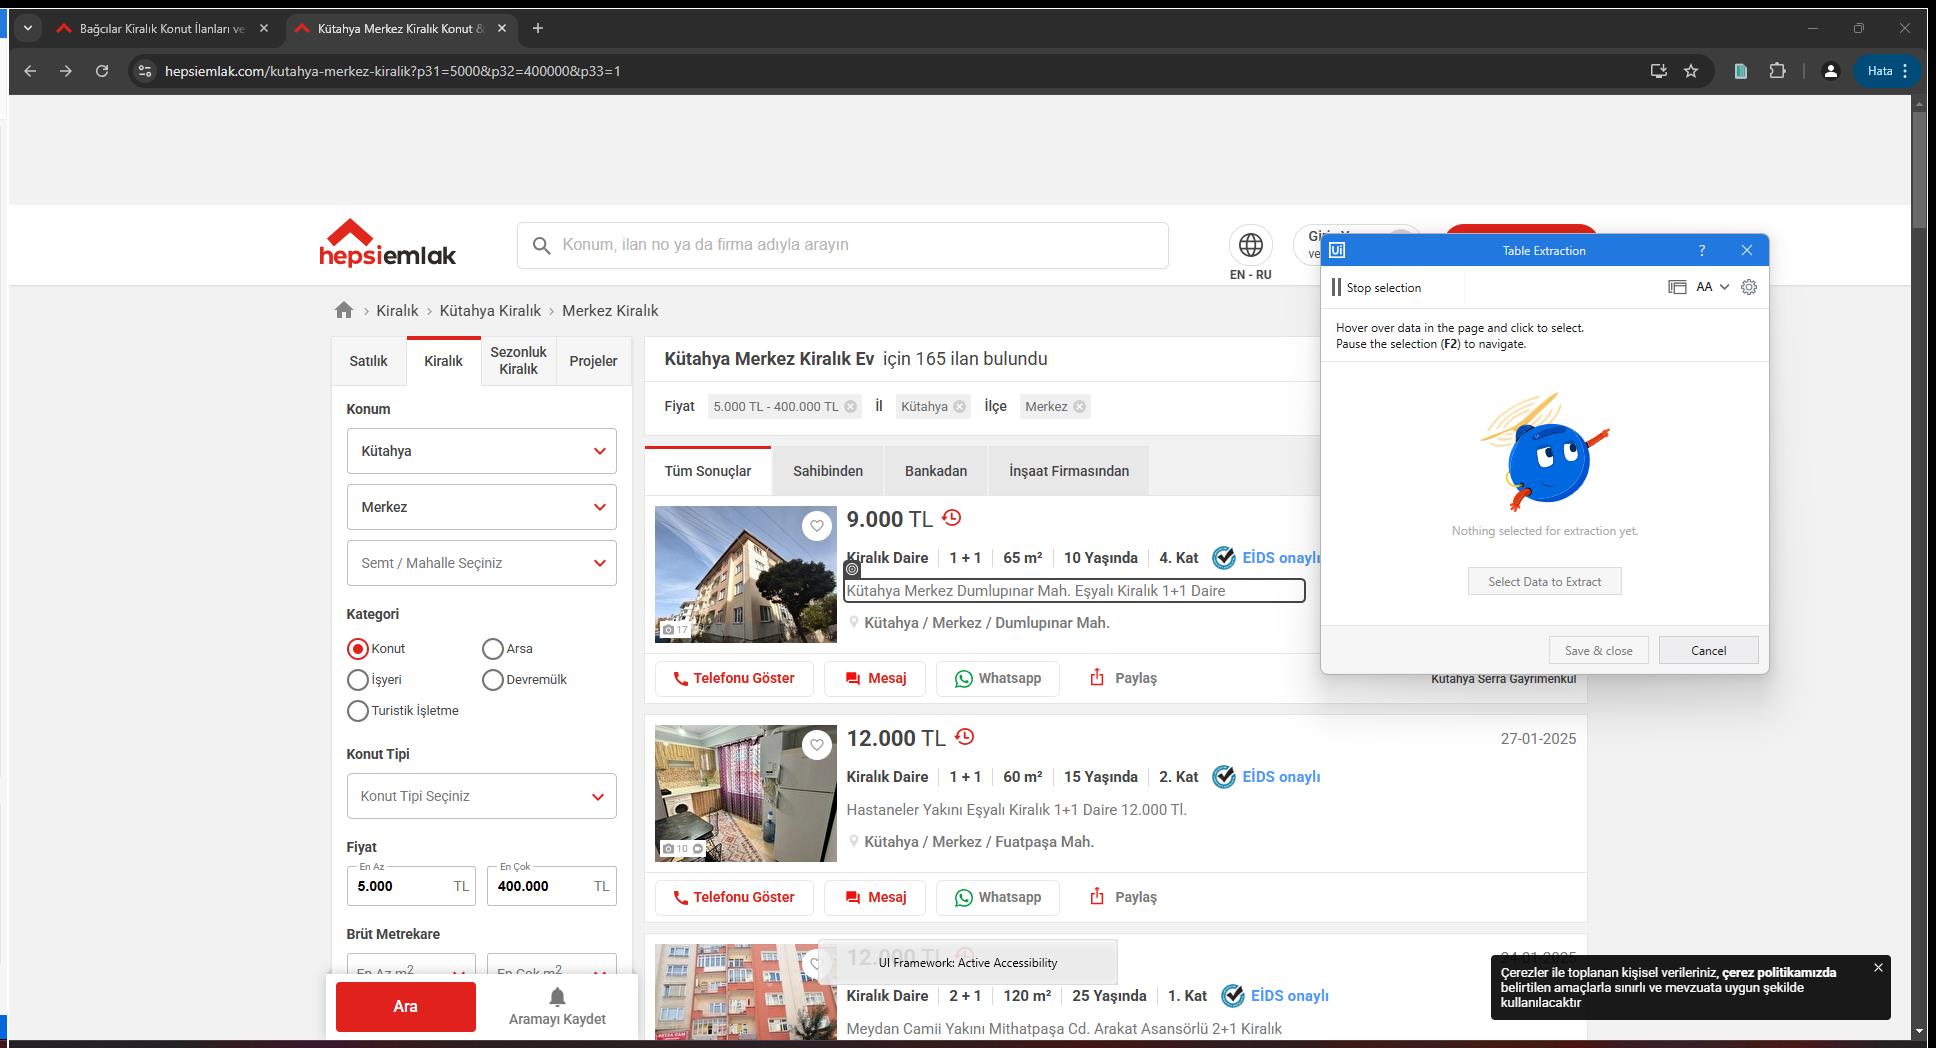 Bağcılar Kiralık Konut İlanları ve
Kütahya Merkez Kiralık Konut &
hepsiemlak.com/kutahya-merkez-kiralik?p31=5000&p32=400000&p33=1
Hata
hepsiemlak
Konum, ilan no ya da firma adıyla arayın
EN - RU
Kiralık > Kütahya Kiralık > Merkez Kiralık
Satılık
Kiralık
Sezonluk
Kiralık
Projeler
Konum
Kütahya
Merkez
Semt / Mahalle Seçiniz
Kategori
Konut
Arsa
İşyeri
Devremülk
Turistik İşletme
Konut Tipi
Konut Tipi Seçiniz
Fiyat
En Az
5.000 TL
En Çok
400.000 TL
Brüt Metrekare
En Az m²
En Çok m²
Ara
Aramayı Kaydet
Kütahya Merkez Kiralık Ev için 165 ilan bulundu
Fiyat 5.000 TL - 400.000 TL İl Kütahya İlçe Merkez
Tüm Sonuçlar
Sahibinden
Bankadan
İnşaat Firmasından
17
9.000 TL
Kiralık Daire 1 + 1 65 m² 10 Yaşında 4. Kat EİDS onaylı
Kütahya Merkez Dumlupınar Mah. Eşyalı Kiralık 1+1 Daire
Kütahya / Merkez / Dumlupınar Mah.
Telefonu Göster
Mesaj
Whatsapp
Paylaş
Kütahya Serra Gayrimenkul
10
12.000 TL
27-01-2025
Kiralık Daire 1 + 1 60 m² 15 Yaşında 2. Kat EİDS onaylı
Hastaneler Yakını Eşyalı Kiralık 1+1 Daire 12.000 Tl.
Kütahya / Merkez / Fuatpaşa Mah.
Telefonu Göster
Mesaj
Whatsapp
Paylaş
12.000 TL
24-01-2025
UI Framework: Active Accessibility
Kiralık Daire 2 + 1 120 m² 25 Yaşında 1. Kat EİDS onaylı
Meydan Camii Yakını Mithatpaşa Cd. Arakat Asansörlü 2+1 Kiralık
Ui
Table Extraction
?
Stop selection
AA
Hover over data in the page and click to select.
Pause the selection (F2) to navigate.
Nothing selected for extraction yet.
Select Data to Extract
Save & close
Cancel
Çerezler ile toplanan kişisel verileriniz, çerez politikamızda
belirtilen amaçlarla sınırlı ve mevzuata uygun şekilde
kullanılacaktır